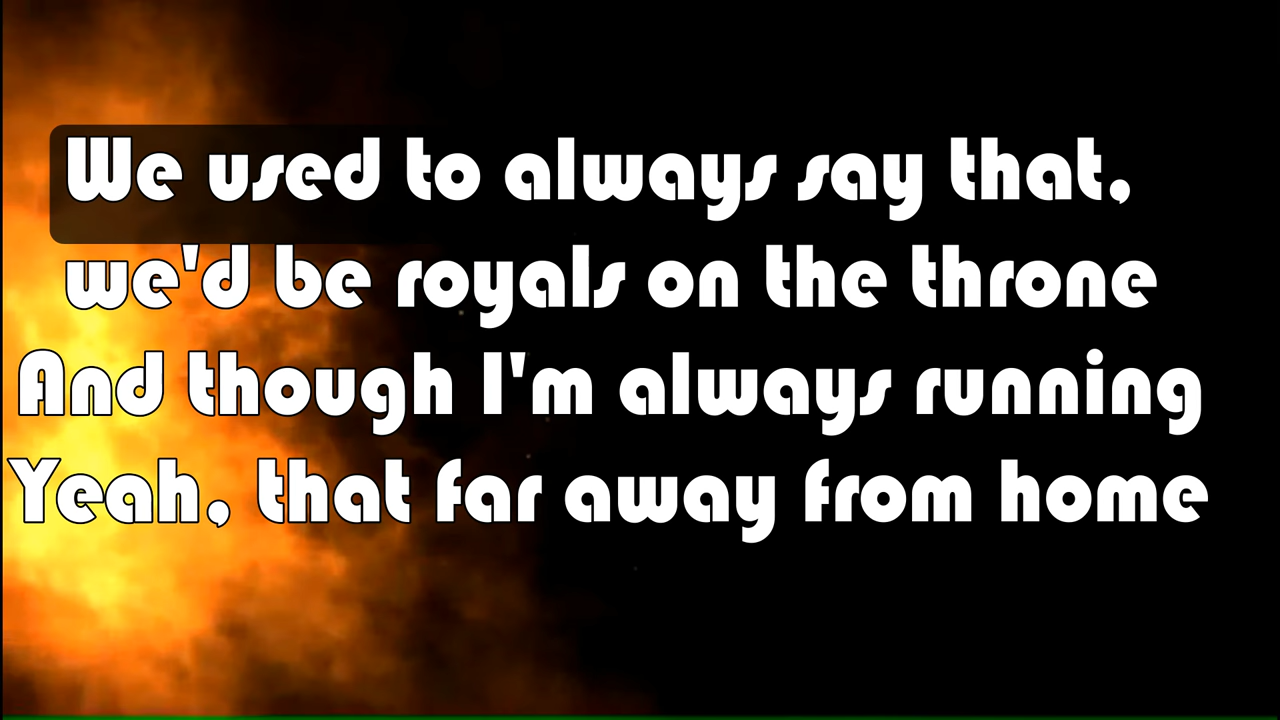 We used to always say that,
we'd be royals on the throne
And though I'm always running
Yeah, that far away from home